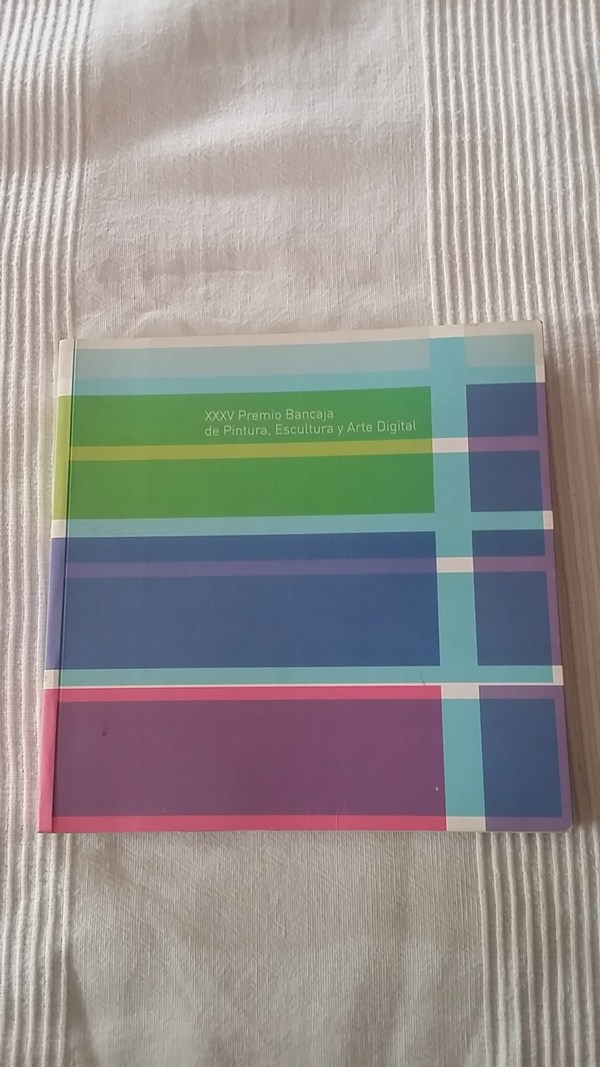 XXXV Premio Bancaja
de Pintura, Escultura y Arte Digital